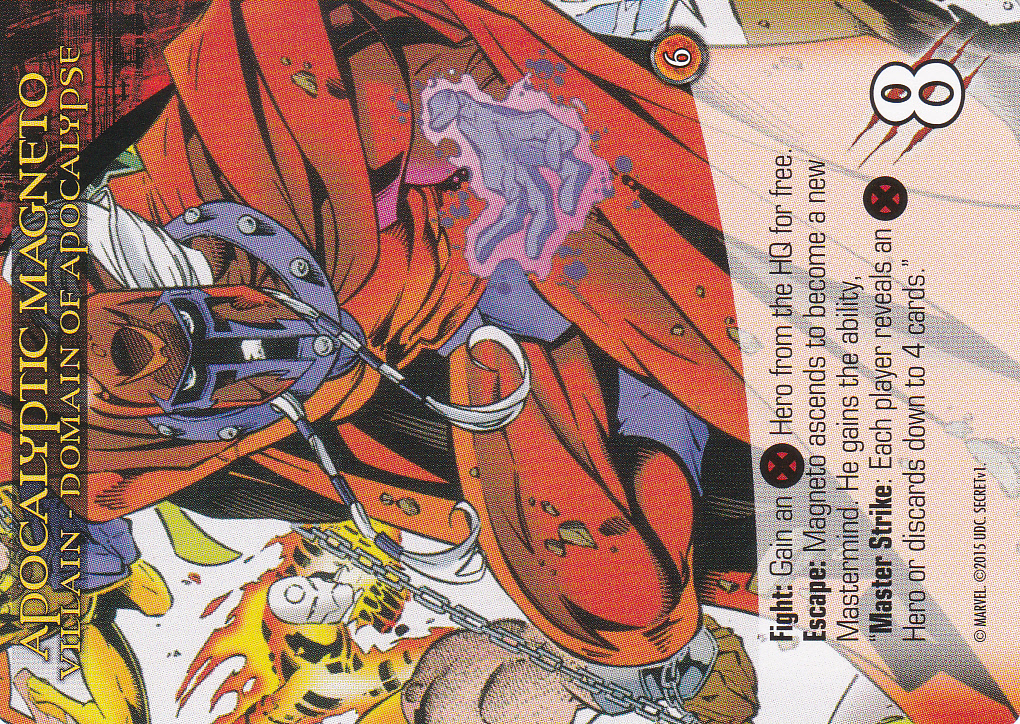 APOCALYPTIC MAGNETO
VILLAIN - DOMAIN OF APOCALYPSE
6
Fight: Gain an Hero from the HQ for free.
Escape: Magneto ascends to become a new
Mastermind. He gains the ability,
“Master Strike: Each player reveals an
Hero or discards down to 4 cards.”
8
© MARVEL. ©2015 UDC. SECRETv1.